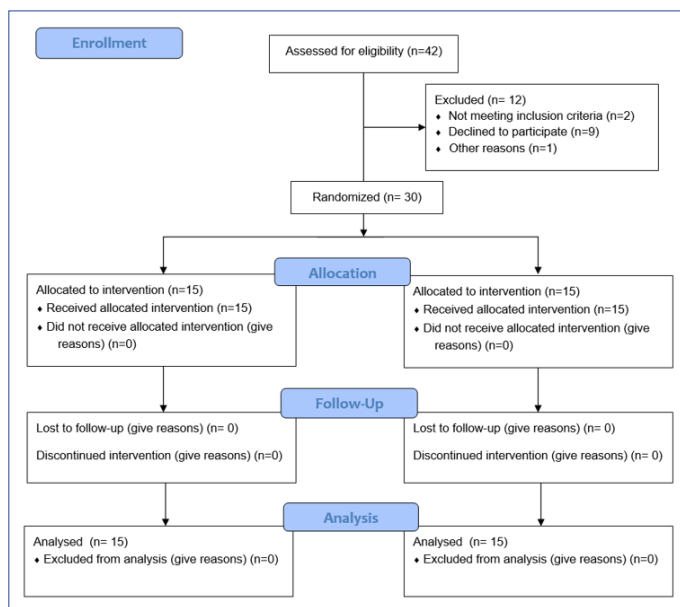 Enrollment
Assessed for eligibility (n=42)
Excluded (n= 12)
♦ Not meeting inclusion criteria (n=2)
♦ Declined to participate (n=9)
♦ Other reasons (n=1)
Randomized (n= 30)
Allocation
Allocated to intervention (n=15)
♦ Received allocated intervention (n=15)
♦ Did not receive allocated intervention (give
reasons) (n=0)
Allocated to intervention (n=15)
♦ Received allocated intervention (n=15)
♦ Did not receive allocated intervention (give
reasons) (n=0)
Follow-Up
Lost to follow-up (give reasons) (n= 0)
Discontinued intervention (give reasons) (n=0)
Lost to follow-up (give reasons) (n= 0)
Discontinued intervention (give reasons) (n=0)
Analysis
Analysed (n= 15)
♦ Excluded from analysis (give reasons) (n=0)
Analysed (n= 15)
♦ Excluded from analysis (give reasons) (n=0)